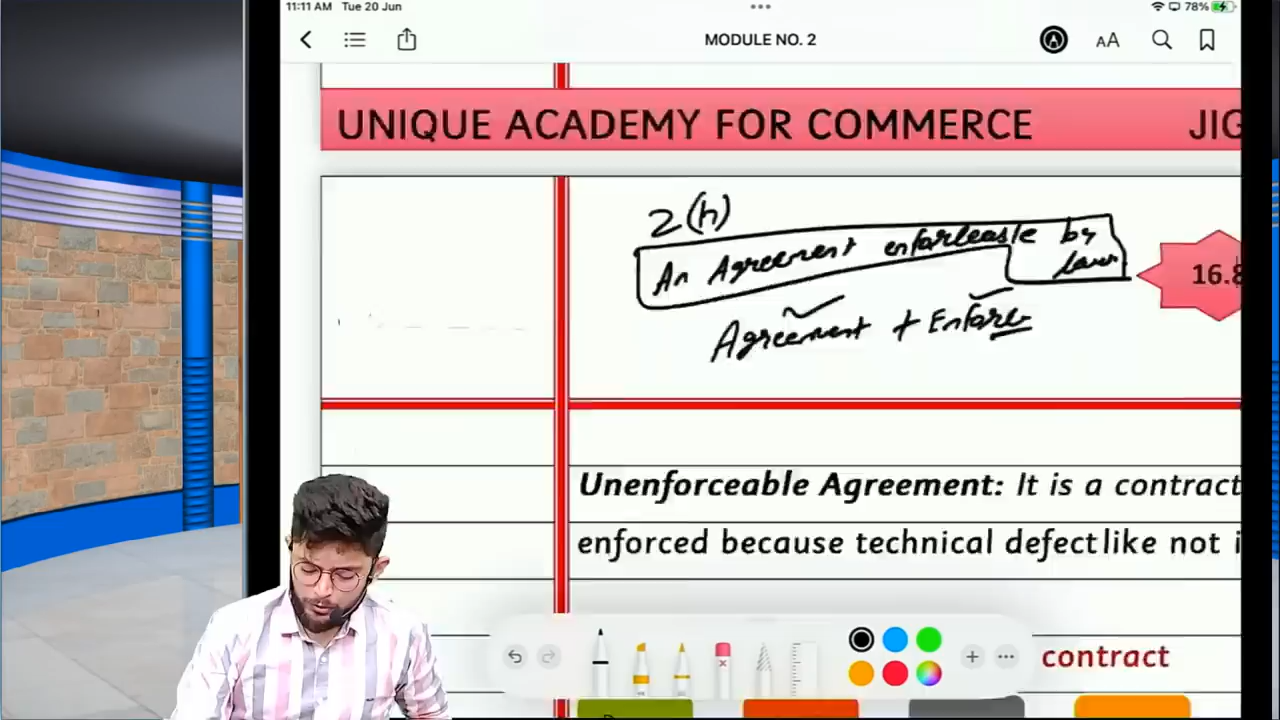 11:11 AM Tue 20 Jun
78%
MODULE NO. 2
AA
UNIQUE ACADEMY FOR COMMERCE JIG
2(h)
An Agreement enforceable by
law
16.8
Agreement + Enforc
Unenforceable Agreement: It is a contract
enforced because technical defect like not i
contract